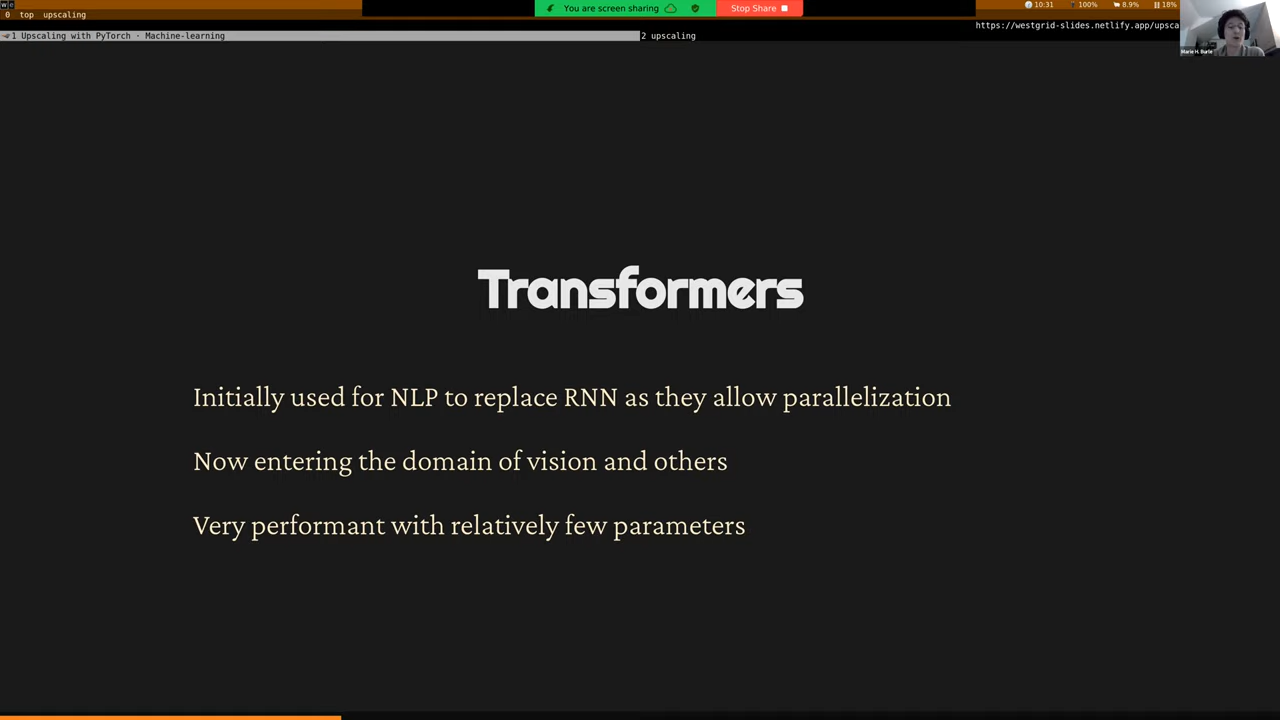 You are screen sharing
Stop Share
10:31
100%
8.9%
18%
0 top upscaling
https://westgrid-slides.netlify.app/upsca
1 Upscaling with PyTorch · Machine-learning
2 upscaling
Marie H. Burle
Transformers
Initially used for NLP to replace RNN as they allow parallelization
Now entering the domain of vision and others
Very performant with relatively few parameters